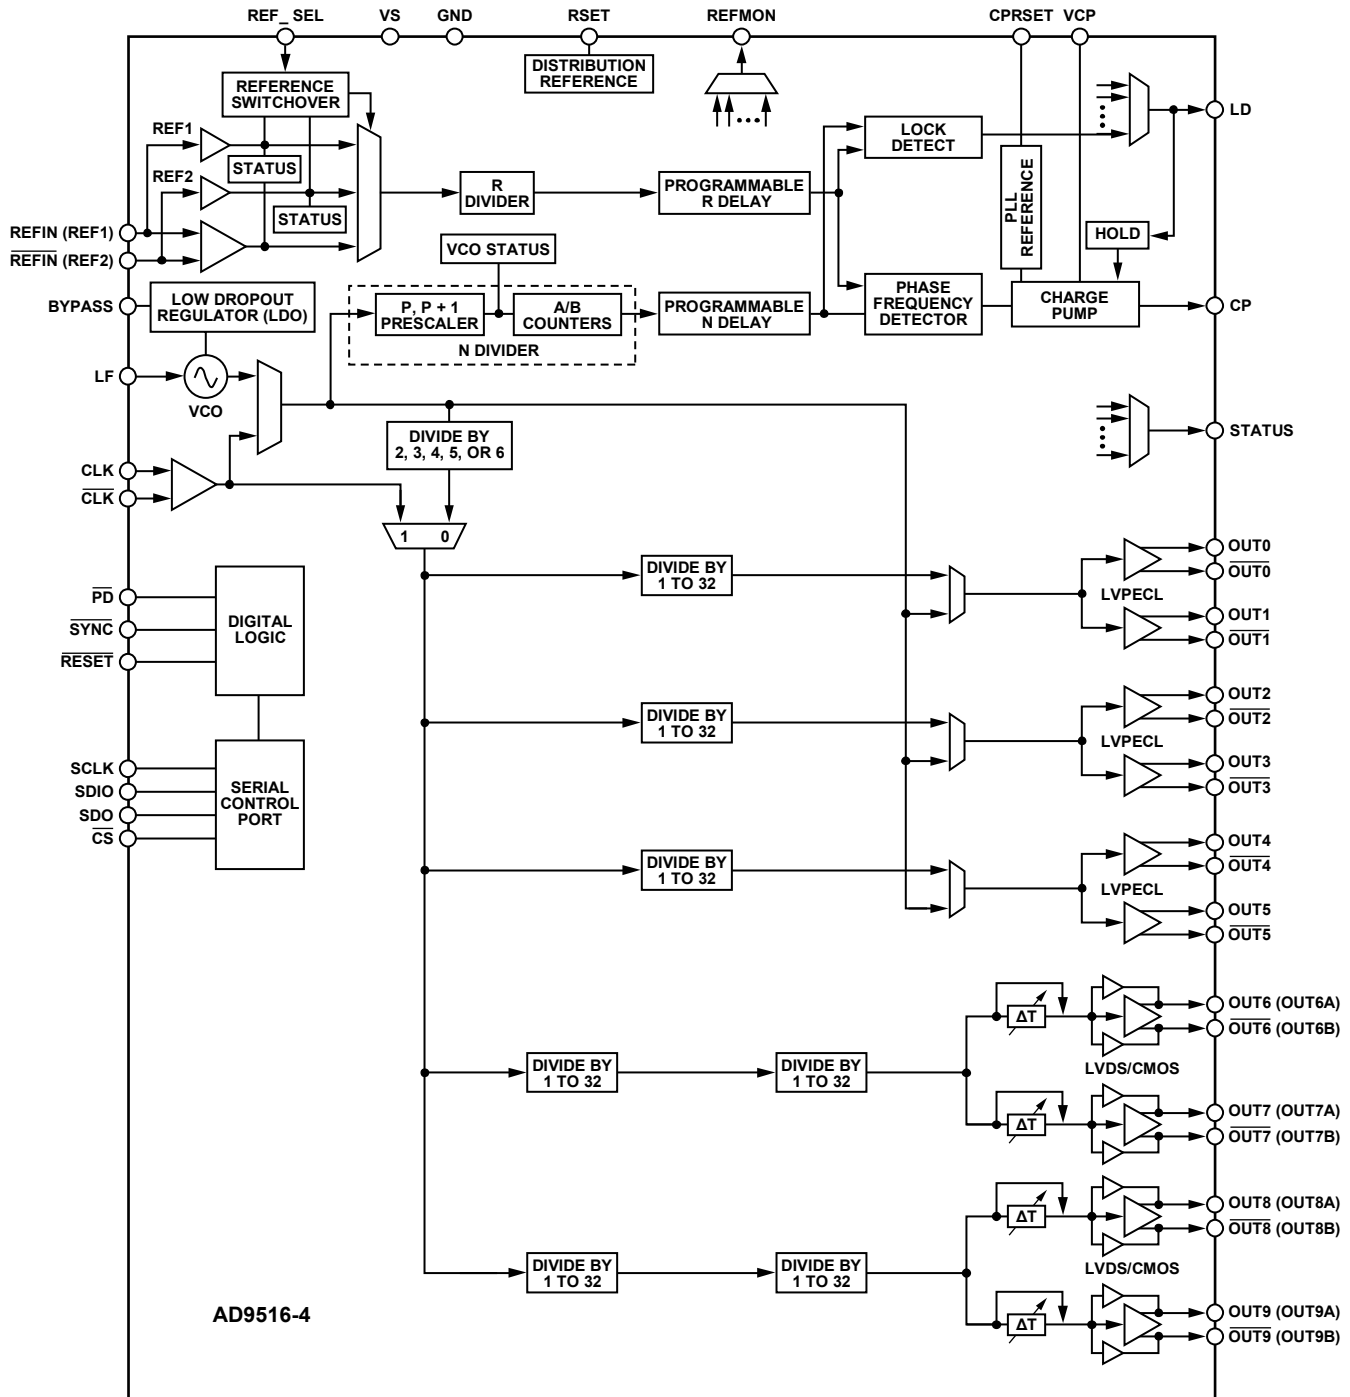 REF_ SEL VS GND RSET REFMON CPRSET VCP
DISTRIBUTION
REFERENCE
REFERENCE
SWITCHOVER
REF1
STATUS
REF2
STATUS
REFIN (REF1)
REFIN (REF2)
BYPASS
LOW DROPOUT
REGULATOR (LDO)
LF
VCO
CLK
CLK
R
DIVIDER
PROGRAMMABLE
R DELAY
VCO STATUS
P, P + 1
PRESCALER
A/B
COUNTERS
N DIVIDER
PROGRAMMABLE
N DELAY
LOCK
DETECT
PHASE
FREQUENCY
DETECTOR
PLL
REFERENCE
HOLD
CHARGE
PUMP
LD
CP
STATUS
DIVIDE BY
2, 3, 4, 5, OR 6
1 0
PD
SYNC
RESET
DIGITAL
LOGIC
SCLK
SDIO
SDO
CS
SERIAL
CONTROL
PORT
DIVIDE BY
1 TO 32
LVPECL
OUT0
OUT0
OUT1
OUT1
DIVIDE BY
1 TO 32
LVPECL
OUT2
OUT2
OUT3
OUT3
DIVIDE BY
1 TO 32
LVPECL
OUT4
OUT4
OUT5
OUT5
DIVIDE BY
1 TO 32
DIVIDE BY
1 TO 32
ΔT
ΔT
LVDS/CMOS
OUT6 (OUT6A)
OUT6 (OUT6B)
OUT7 (OUT7A)
OUT7 (OUT7B)
DIVIDE BY
1 TO 32
DIVIDE BY
1 TO 32
ΔT
ΔT
LVDS/CMOS
OUT8 (OUT8A)
OUT8 (OUT8B)
OUT9 (OUT9A)
OUT9 (OUT9B)
AD9516-4